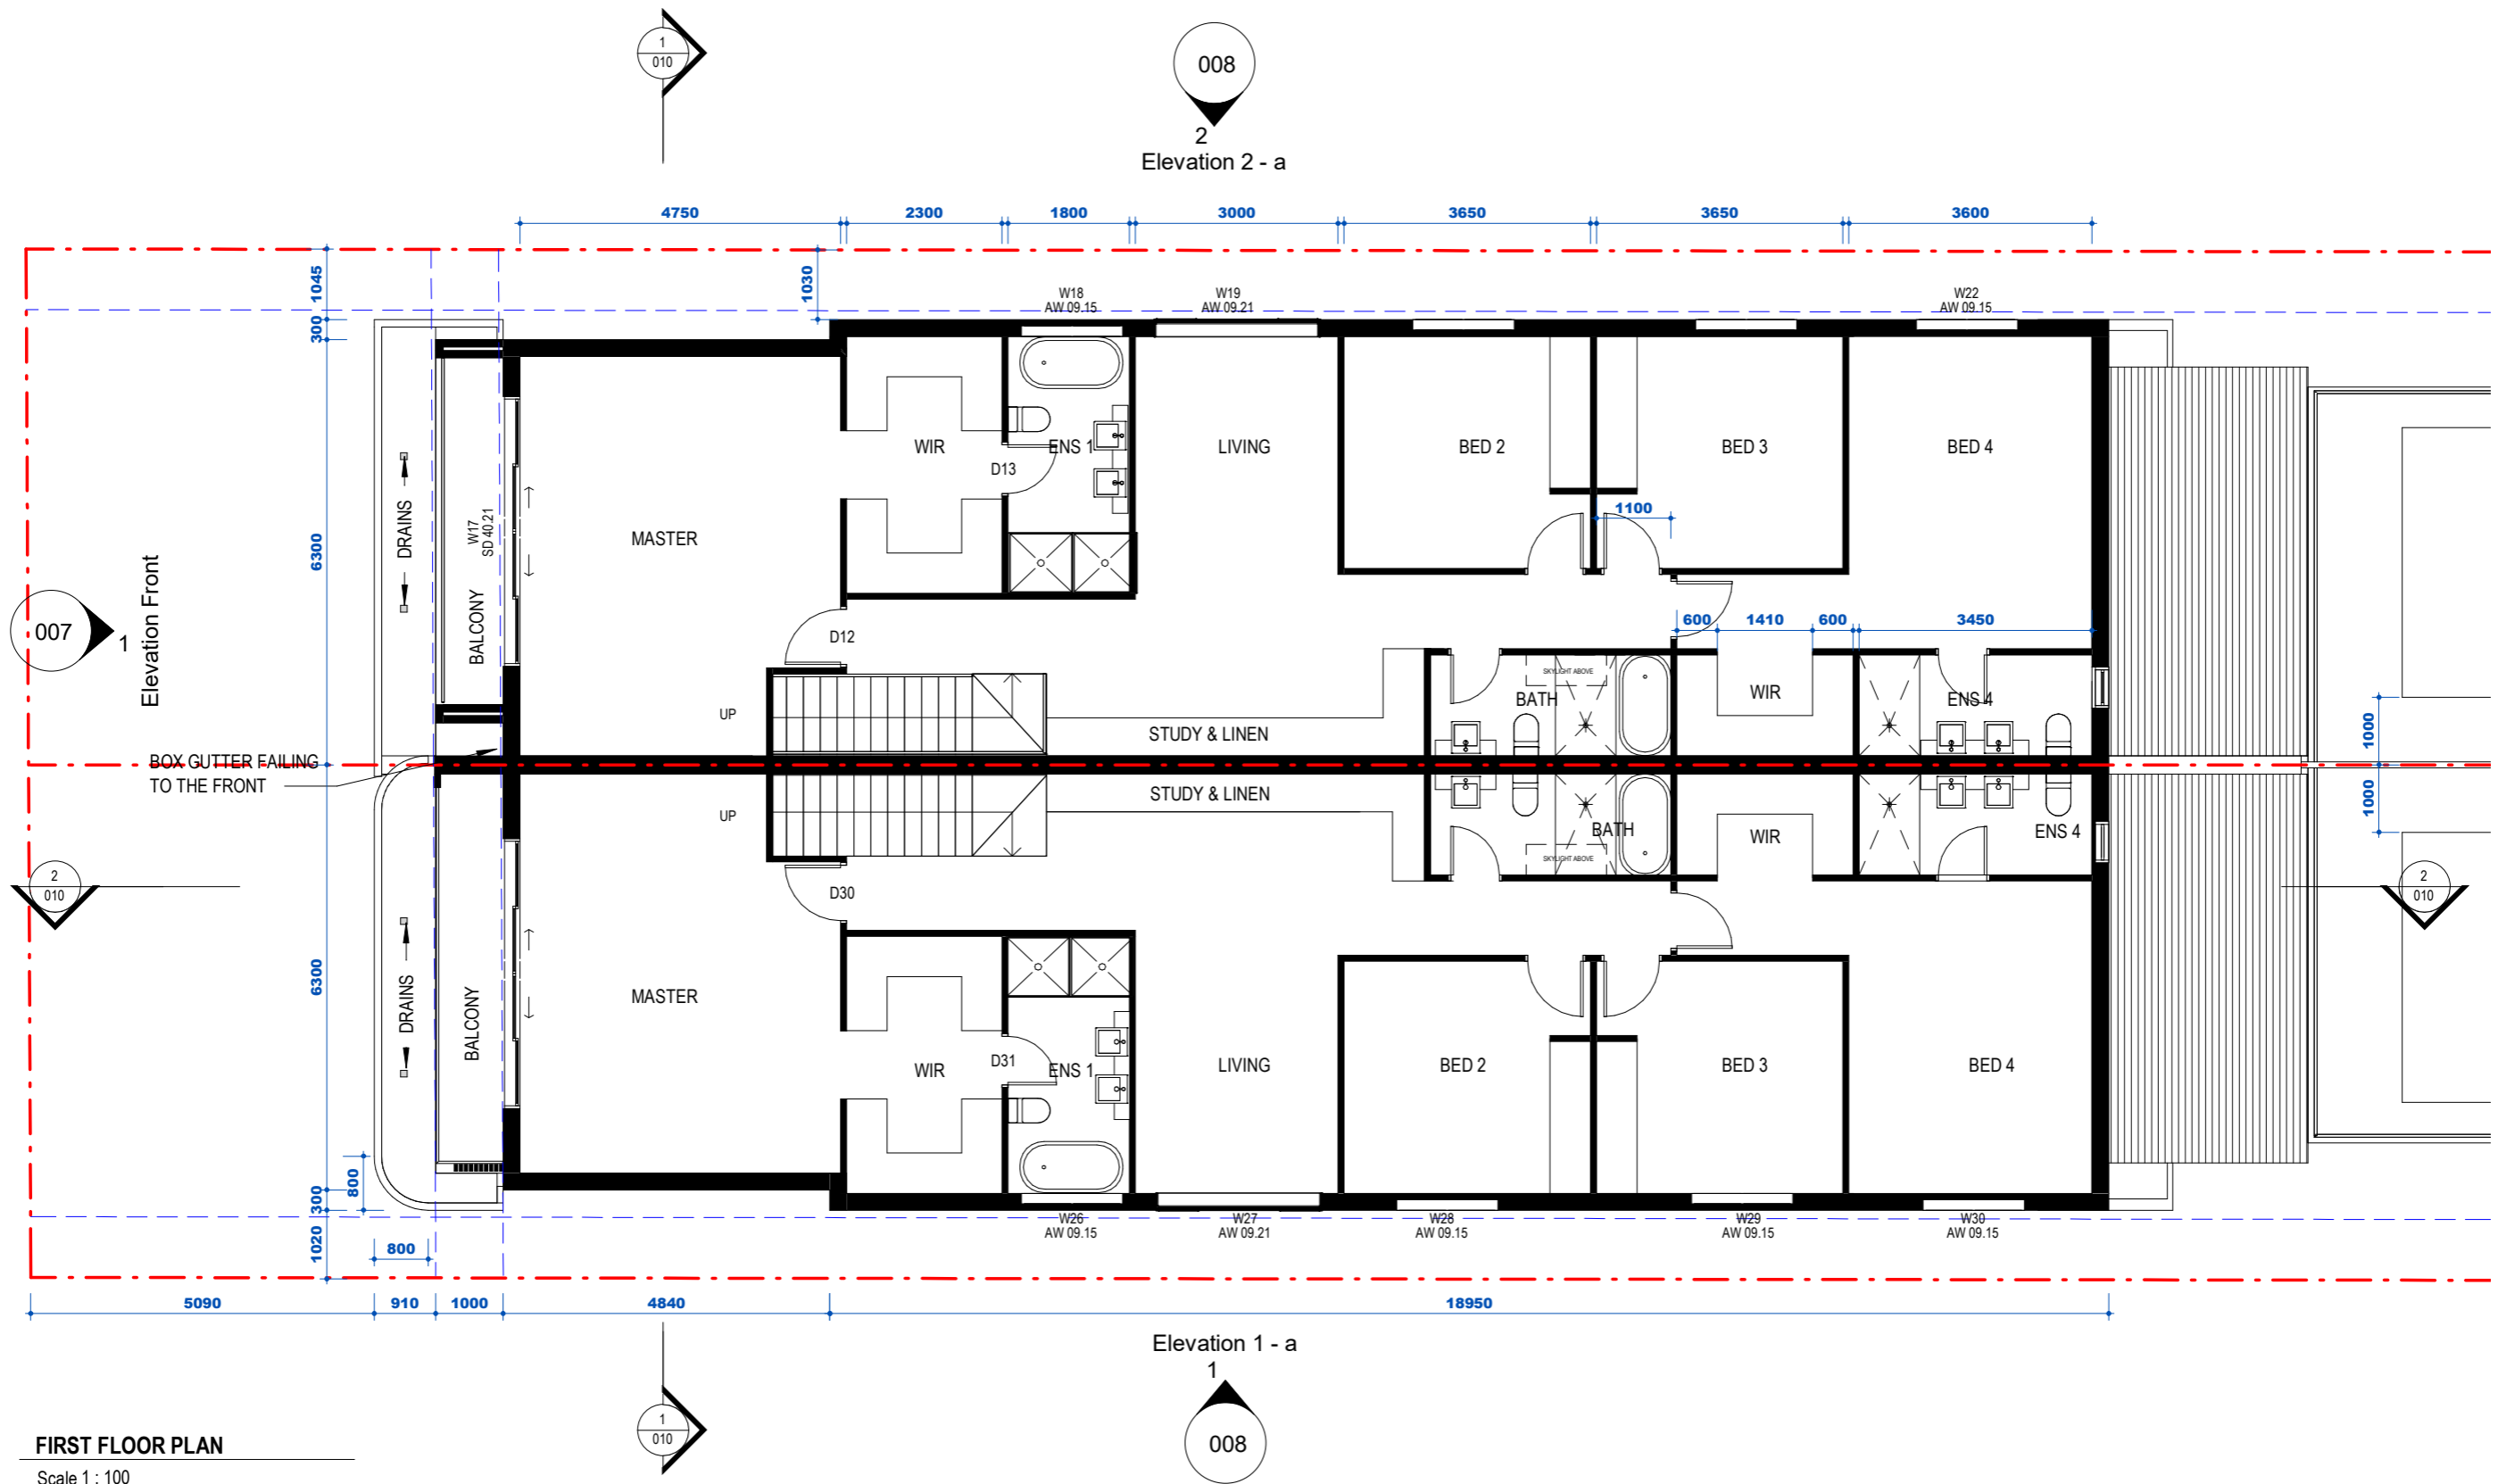 1
010
008
2
Elevation 2 - a
4750
2300
1800
3000
3650
3650
3600
1045
1030
300
W18
AW 09.15
W19
AW 09.21
W22
AW 09.15
WIR
ENS 1
LIVING
BED 2
BED 3
BED 4
D13
DRAINS
W17
SD 40.21
1100
MASTER
6300
BALCONY
007
1
Elevation Front
D12
600
1410
600
3450
SKYLIGHT ABOVE
BATH
WIR
ENS 4
UP
STUDY & LINEN
1000
BOX GUTTER FAILING
TO THE FRONT
STUDY & LINEN
1000
UP
BATH
WIR
ENS 4
SKYLIGHT ABOVE
2
010
D30
2
010
6300
DRAINS
BALCONY
MASTER
WIR
D31
ENS 1
LIVING
BED 2
BED 3
BED 4
800
300
1020
800
W26
AW 09.15
W27
AW 09.21
W28
AW 09.15
W29
AW 09.15
W30
AW 09.15
5090
910
1000
4840
18950
Elevation 1 - a
1
008
1
010
FIRST FLOOR PLAN
Scale 1 : 100